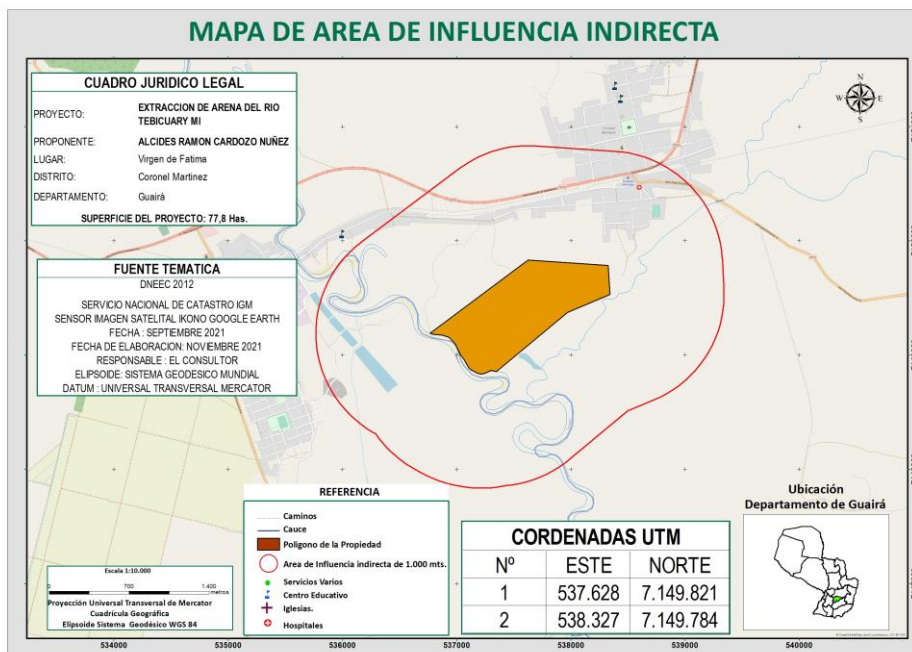 MAPA DE AREA DE INFLUENCIA INDIRECTA
CUADRO JURIDICO LEGAL
PROYECTO: EXTRACCION DE ARENA DEL RIO
TEBICUARY MI
PROPONENTE: ALCIDES RAMON CARDOZO NUÑEZ
LUGAR: Virgen de Fatima
DISTRITO: Coronel Martinez
DEPARTAMENTO: Guairá
SUPERFICIE DEL PROYECTO: 77,8 Has.
N
W E
S
FUENTE TEMATICA
DNEEC 2012
SERVICIO NACIONAL DE CATASTRO IGM
SENSOR IMAGEN SATELITAL IKONO GOOGLE EARTH
FECHA : SEPTIEMBRE 2021
FECHA DE ELABORACION: NOVIEMBRE 2021
RESPONSABLE : EL CONSULTOR
ELIPSOIDE: SISTEMA GEODESICO MUNDIAL
DATUM : UNIVERSAL TRANSVERSAL MERCATOR
REFERENCIA
Caminos
Cauce
Poligono de la Propiedad
Area de Influencia indirecta de 1.000 mts.
Servicios Varios
Centro Educativo
Iglesias.
Hospitales
Escala 1:10.000
0 700 1.400
metros
Proyección Universal Transversal de Mercator
Cuadrícula Geográfica
Elipsoide Sistema Geodésico WGS 84
CORDENADAS UTM
Nº ESTE NORTE
1 537.628 7.149.821
2 538.327 7.149.784
Ubicación
Departamento de Guairá
534000 535000 536000 537000 538000 539000 540000